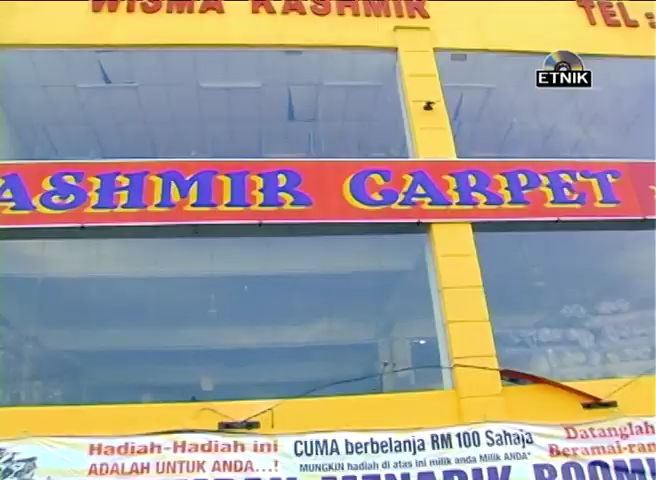 WISMA KASHMIR
TEL:
ETNIK
ASHMIR CARPET
Hadiah-Hadiah ini
ADALAH UNTUK ANDA...!
CUMA berbelanja RM 100 Sahaja
MUNGKIN hadiah di atas ini milik anda Milik ANDA*
Datanglah
Beramai-ram
MENARIK